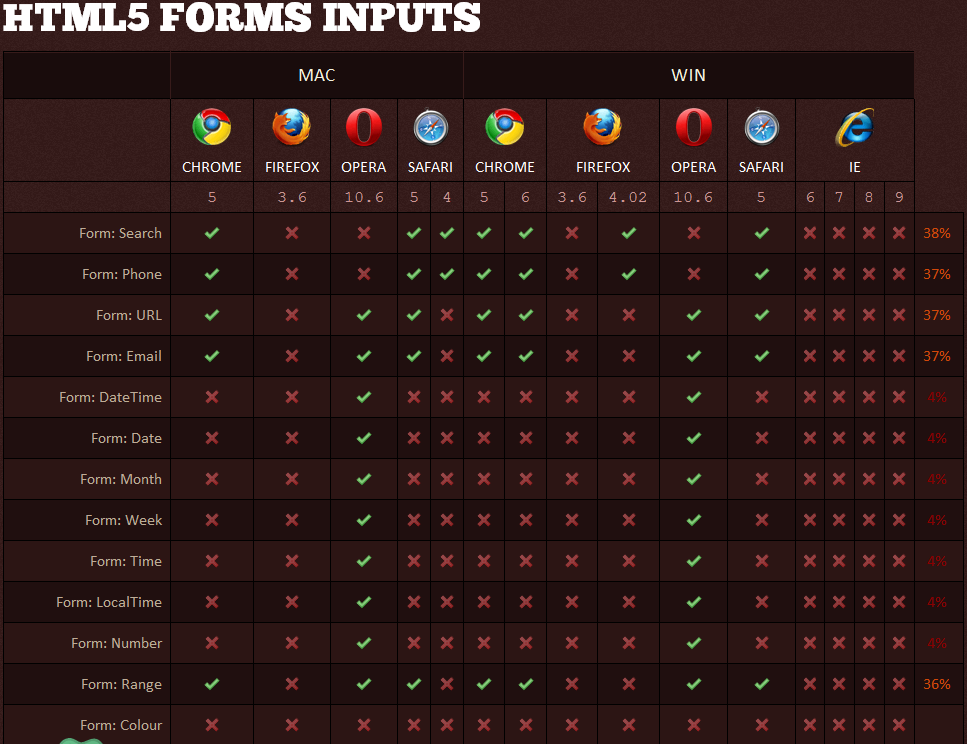 HTML5 FORMS INPUTS
MAC WIN
CHROME FIREFOX OPERA SAFARI CHROME FIREFOX OPERA SAFARI IE
5 3.6 10.6 5 4 5 6 3.6 4.02 10.6 5 6 7 8 9
Form: Search 38%
Form: Phone 37%
Form: URL 37%
Form: Email 37%
Form: DateTime 4%
Form: Date 4%
Form: Month 4%
Form: Week 4%
Form: Time 4%
Form: LocalTime 4%
Form: Number 4%
Form: Range 36%
Form: Colour